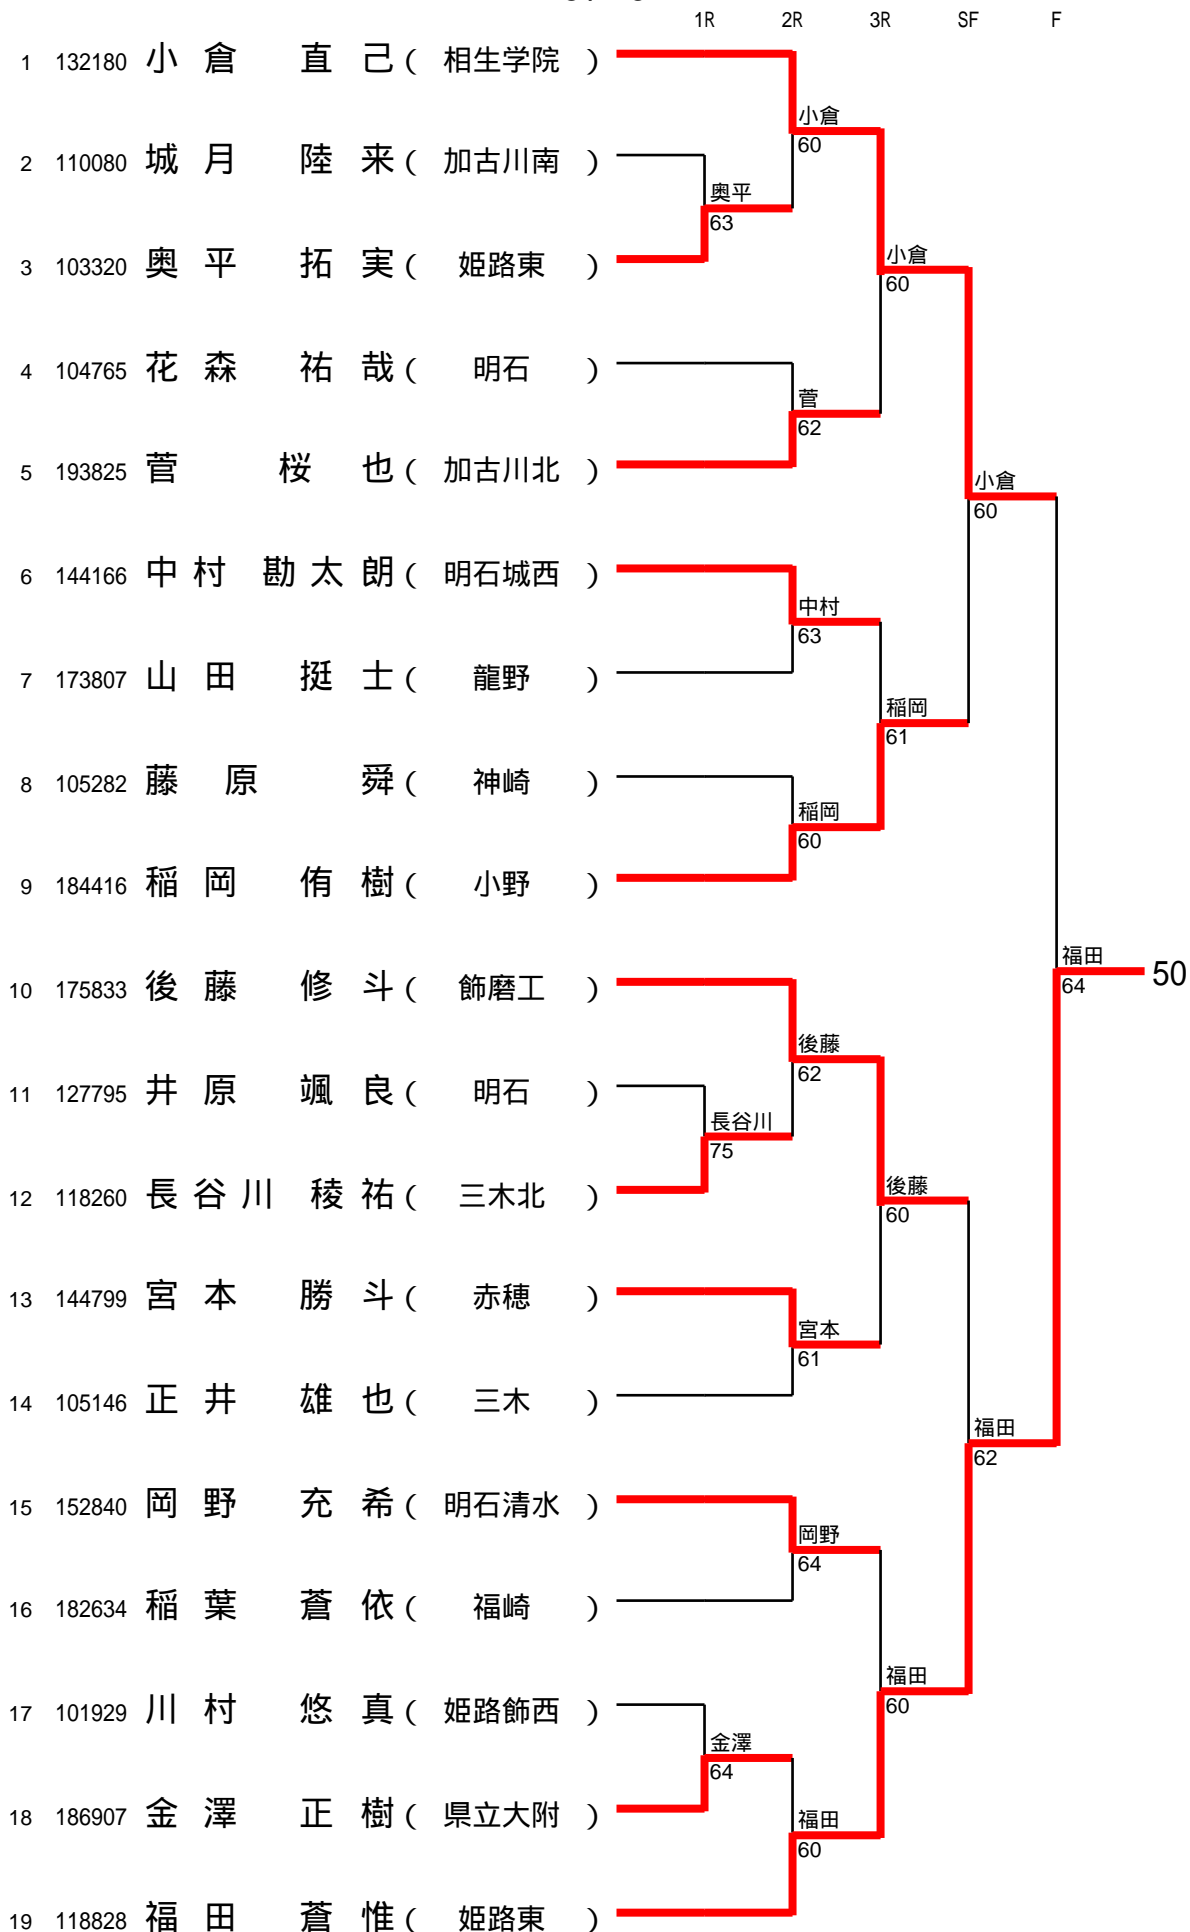 1R 2R 3R SF F
1 132180 小倉 直己 ( 相生学院 )
小倉
60
2 110080 城月 陸来 ( 加古川南 )
奥平
63
3 103320 奥平 拓実 ( 姫路東 )
小倉
60
4 104765 花森 祐哉 ( 明石 )
菅
62
5 193825 菅 桜也 ( 加古川北 )
小倉
60
6 144166 中村 勘太朗 ( 明石城西 )
中村
63
7 173807 山田 挺士 ( 龍野 )
稲岡
61
8 105282 藤原 舜 ( 神崎 )
稲岡
60
9 184416 稲岡 侑樹 ( 小野 )
福田
64 50
10 175833 後藤 修斗 ( 飾磨工 )
後藤
62
11 127795 井原 颯良 ( 明石 )
長谷川
75
12 118260 長谷川 稜祐 ( 三木北 )
後藤
60
13 144799 宮本 勝斗 ( 赤穂 )
宮本
61
14 105146 正井 雄也 ( 三木 )
福田
62
15 152840 岡野 充希 ( 明石清水 )
岡野
64
16 182634 稲葉 蒼依 ( 福崎 )
福田
60
17 101929 川村 悠真 ( 姫路飾西 )
金澤
64
18 186907 金澤 正樹 ( 県立大附 )
福田
60
19 118828 福田 蒼惟 ( 姫路東 )